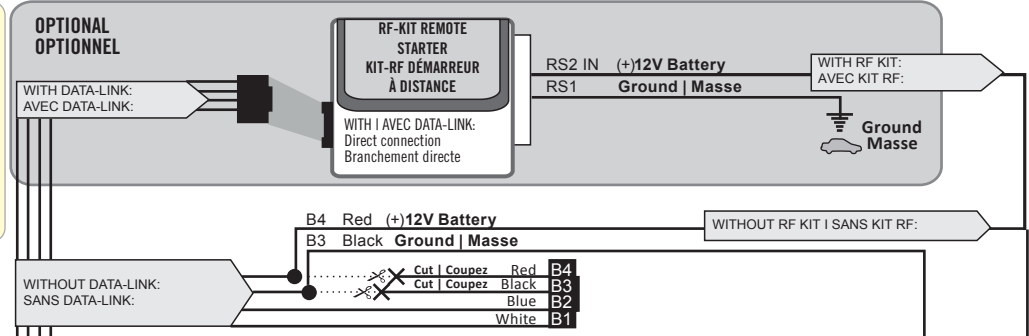 OPTIONAL
OPTIONNEL
RF-KIT REMOTE
STARTER
KIT-RF DÉMARREUR
À DISTANCE
WITH | AVEC DATA-LINK:
Direct connection
Branchement directe
WITH DATA-LINK:
AVEC DATA-LINK:
RS2 IN (+)12V Battery
RS1 Ground | Masse
WITH RF KIT:
AVEC KIT RF:
Ground
Masse
B4 Red (+)12V Battery
B3 Black Ground | Masse
WITHOUT RF KIT I SANS KIT RF:
WITHOUT DATA-LINK:
SANS DATA-LINK:
Cut | Coupez Red B4
Cut | Coupez Black B3
Blue B2
White B1